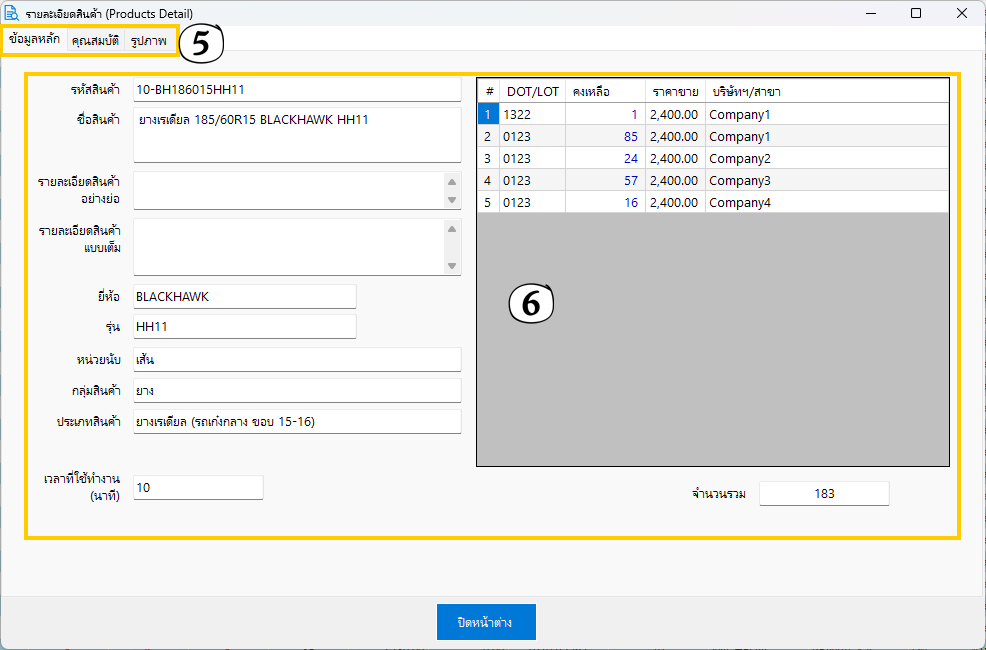 รายละเอียดสินค้า (Products Detail)
ข้อมูลหลัก คุณสมบัติ รูปภาพ
5
รหัสสินค้า 10-BH186015HH11
ชื่อสินค้า ยางเรเดียล 185/60R15 BLACKHAWK HH11
รายละเอียดสินค้า
อย่างย่อ
รายละเอียดสินค้า
แบบเต็ม
ยี่ห้อ BLACKHAWK
รุ่น HH11
หน่วยนับ เส้น
กลุ่มสินค้า ยาง
ประเภทสินค้า ยางเรเดียล (รถเก๋งกลาง ขอบ 15-16)
เวลาที่ใช้ทำงาน
(นาที) 10
# DOT/LOT คงเหลือ ราคาขาย บริษัทฯ/สาขา
1 1322 1 2,400.00 Company1
2 0123 85 2,400.00 Company1
3 0123 24 2,400.00 Company2
4 0123 57 2,400.00 Company3
5 0123 16 2,400.00 Company4
6
จำนวนรวม 183
ปิดหน้าต่าง